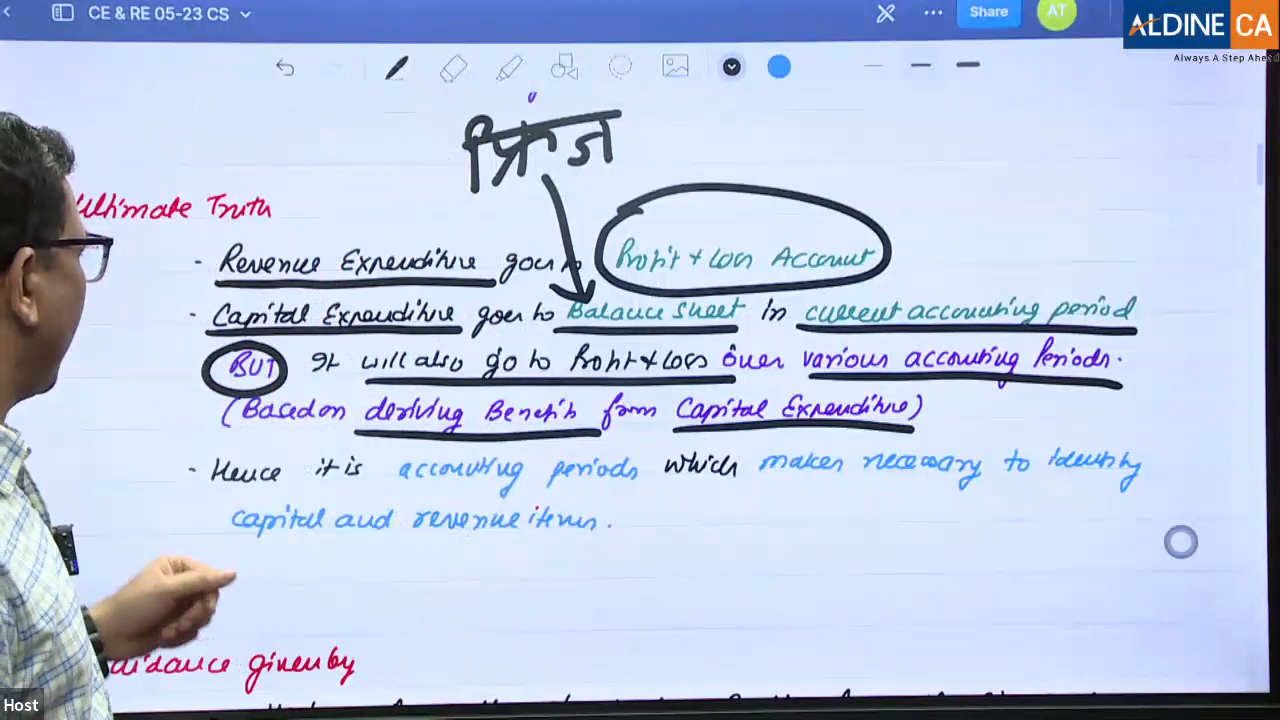 CE & RE 05-23 CS
Share
AT
ALDINE CA
Always A Step Ahead
फ्रिज
Ultimate Truth
- Revenue Expenditure goes to Profit & Loss Account
- Capital Expenditure goes to Balance Sheet in current accounting period
BUT It will also go to Profit & Loss over various accounting Periods.
(Based on deriving Benefits from Capital Expenditure)
- Hence it is accounting periods which makes necessary to identify
capital and revenue items.
uidance given by
Host